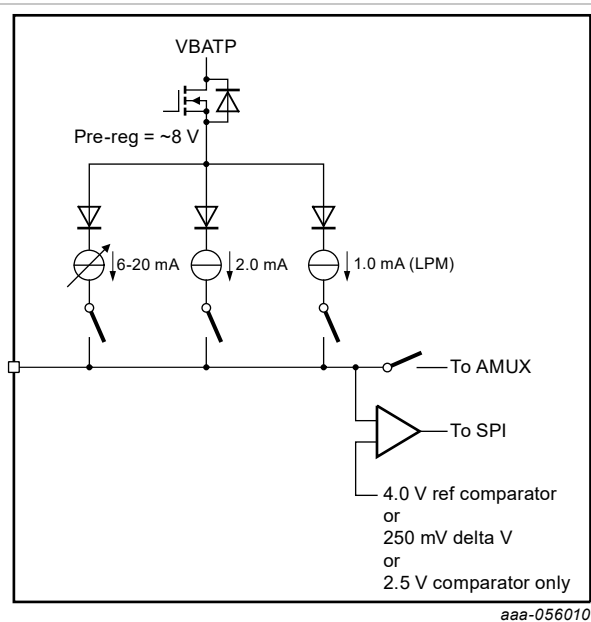 VBATP
Pre-reg = ~8 V
6-20 mA
2.0 mA
1.0 mA (LPM)
To AMUX
To SPI
4.0 V ref comparator
or
250 mV delta V
or
2.5 V comparator only
aaa-056010